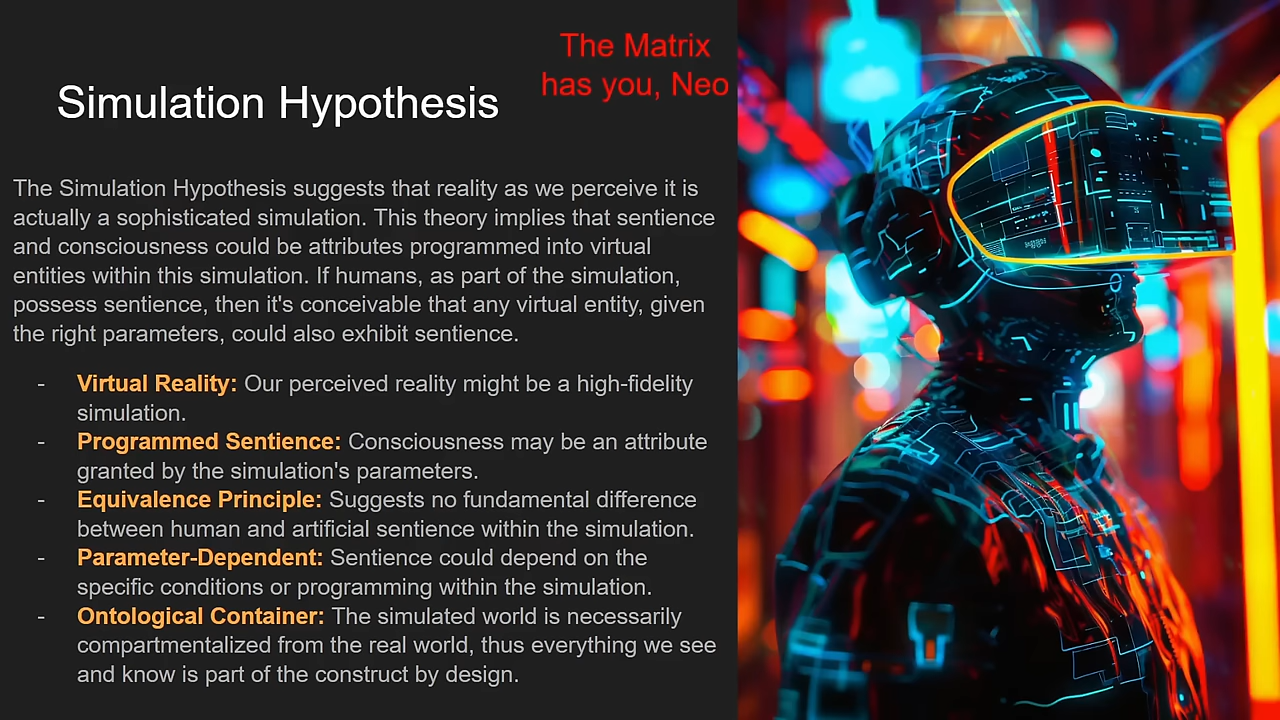 The Matrix
has you, Neo
Simulation Hypothesis
The Simulation Hypothesis suggests that reality as we perceive it is
actually a sophisticated simulation. This theory implies that sentience
and consciousness could be attributes programmed into virtual
entities within this simulation. If humans, as part of the simulation,
possess sentience, then it's conceivable that any virtual entity, given
the right parameters, could also exhibit sentience.
- Virtual Reality: Our perceived reality might be a high-fidelity
simulation.
- Programmed Sentience: Consciousness may be an attribute
granted by the simulation's parameters.
- Equivalence Principle: Suggests no fundamental difference
between human and artificial sentience within the simulation.
- Parameter-Dependent: Sentience could depend on the
specific conditions or programming within the simulation.
- Ontological Container: The simulated world is necessarily
compartmentalized from the real world, thus everything we see
and know is part of the construct by design.